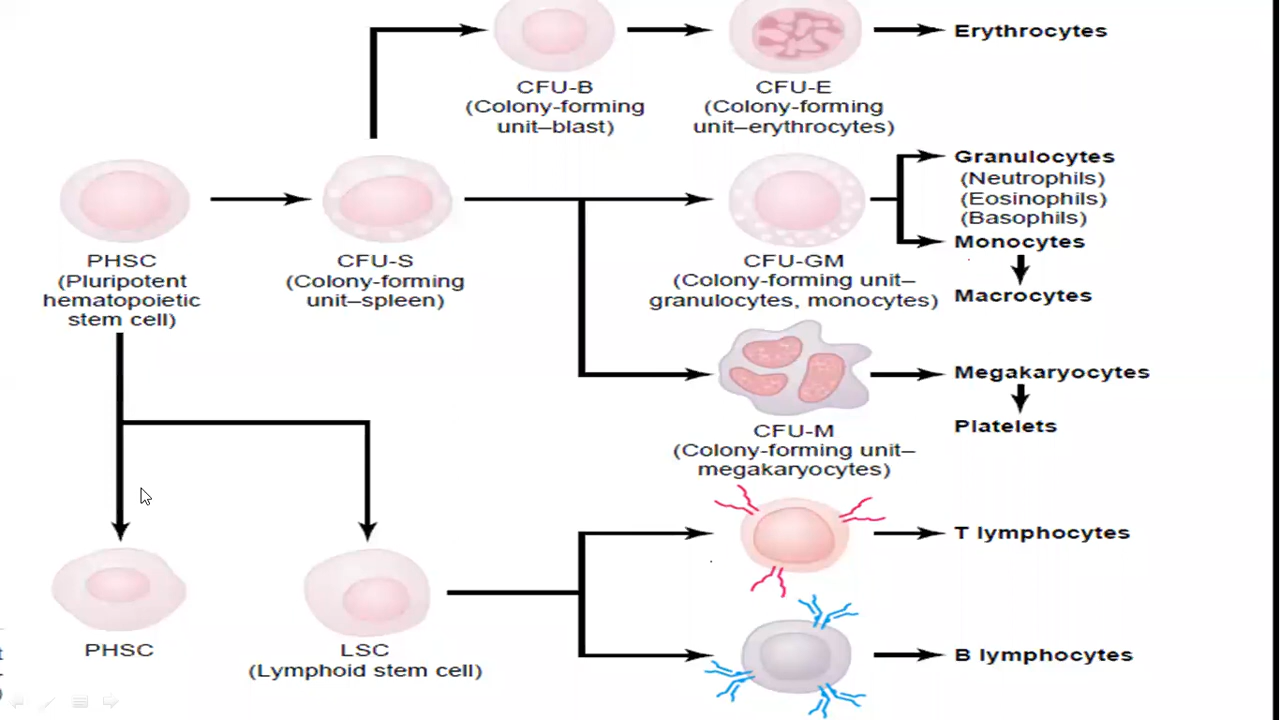 CFU-B
(Colony-forming
unit–blast)
CFU-E
(Colony-forming
unit–erythrocytes)
Erythrocytes
PHSC
(Pluripotent
hematopoietic
stem cell)
CFU-S
(Colony-forming
unit–spleen)
CFU-GM
(Colony-forming unit–
granulocytes, monocytes)
Granulocytes
(Neutrophils)
(Eosinophils)
(Basophils)
Monocytes
Macrocytes
CFU-M
(Colony-forming unit–
megakaryocytes)
Megakaryocytes
Platelets
PHSC
LSC
(Lymphoid stem cell)
T lymphocytes
B lymphocytes